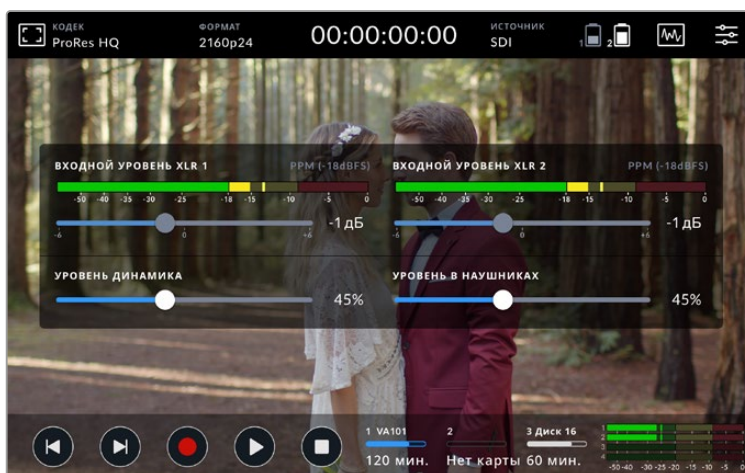 КОДЕК ФОРМАТ 00:00:00:00 ИСТОЧНИК
ProRes HQ 2160p24 SDI 1 2
ВХОДНОЙ УРОВЕНЬ XLR 1 PPM (-18dBFS) ВХОДНОЙ УРОВЕНЬ XLR 2 PPM (-18dBFS)
-50 -40 -35 -30 -25 -18 -15 -10 -5 0 -50 -40 -35 -30 -25 -18 -15 -10 -5 0
-1 дБ -1 дБ
-6 0 +6 -6 0 +6
УРОВЕНЬ ДИНАМИКА УРОВЕНЬ В НАУШНИКАХ
45% 45%
1 VA101 2 3 Диск 16
120 мин. Нет карты 60 мин.
1
2
3
4
-50 -40 -30 -25 -20 -15 -10 -5